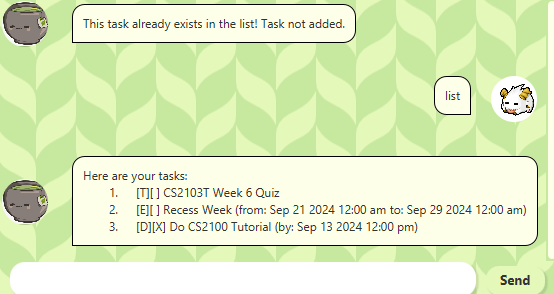 This task already exists in the list! Task not added.
list
Here are your tasks:
1. [T][ ] CS2103T Week 6 Quiz
2. [E][ ] Recess Week (from: Sep 21 2024 12:00 am to: Sep 29 2024 12:00 am)
3. [D][X] Do CS2100 Tutorial (by: Sep 13 2024 12:00 pm)
Send